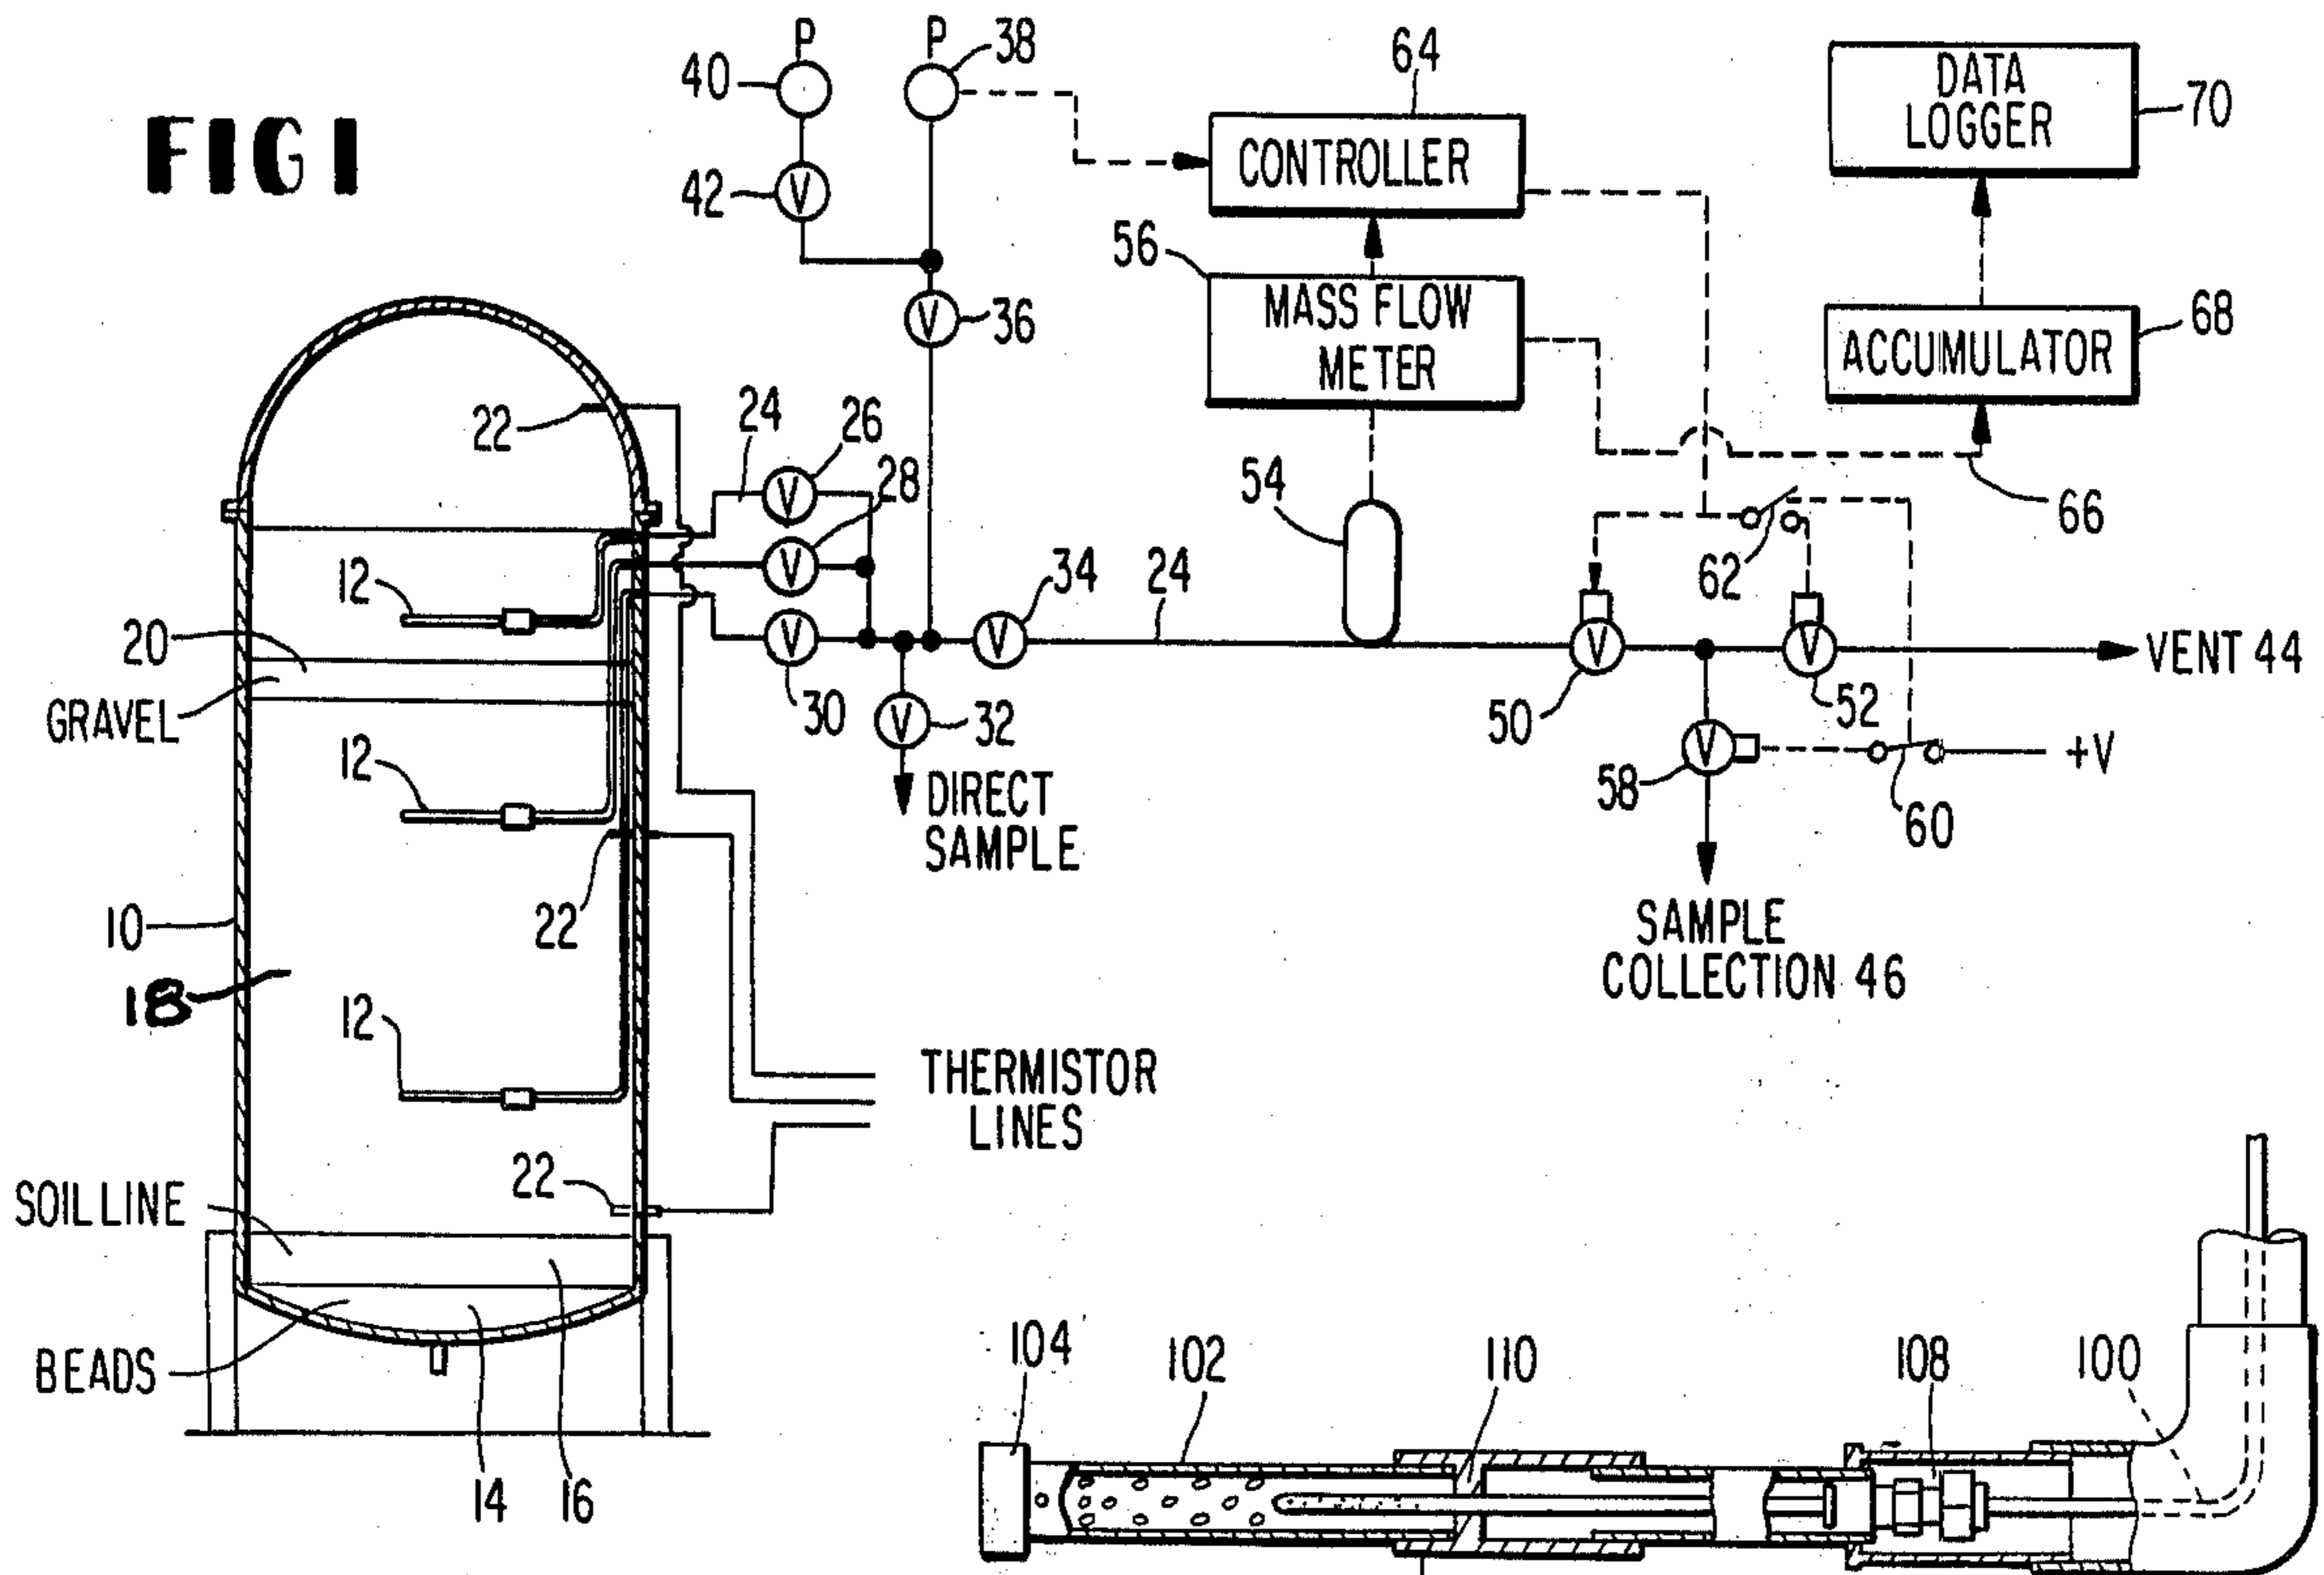 FIG 1
P
P
38
40
42
V
36
V
64
CONTROLLER
56
MASS FLOW
METER
DATA
LOGGER
70
68
ACCUMULATOR
66
22
24
26
V
28
V
V
30
34
V
24
54
62
V
50
V
52
VENT 44
V
58
60
+V
SAMPLE
COLLECTION 46
V
32
DIRECT
SAMPLE
12
20
GRAVEL
12
22
10
18
12
THERMISTOR
LINES
22
SOIL LINE
BEADS
14
16
104
102
110
108
100